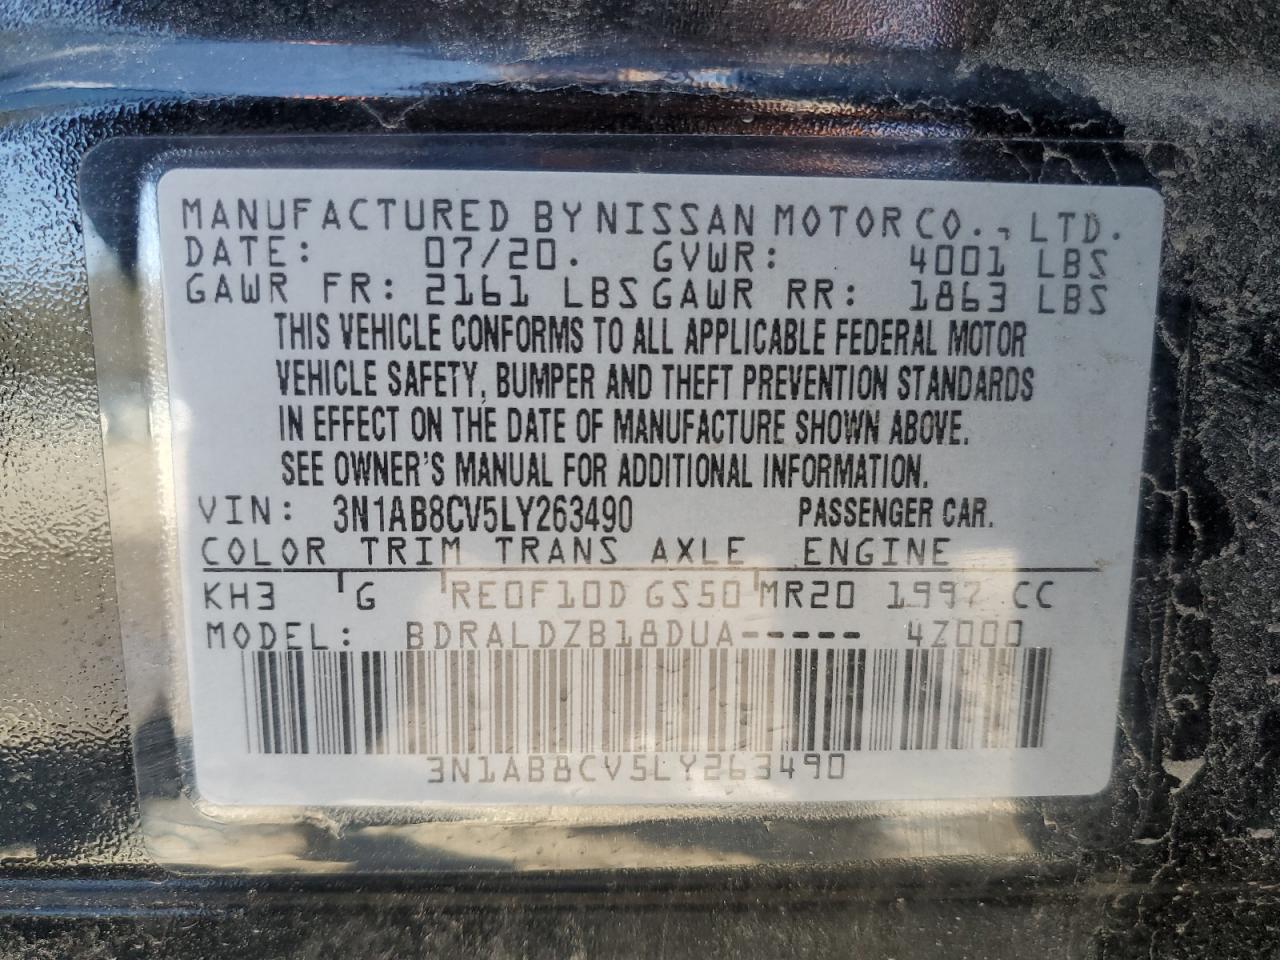 MANUFACTURED BY NISSAN MOTOR CO., LTD.
DATE: 07/20. GVWR: 4001 LBS
GAWR FR: 2161 LBS GAWR RR: 1863 LBS
THIS VEHICLE CONFORMS TO ALL APPLICABLE FEDERAL MOTOR
VEHICLE SAFETY, BUMPER AND THEFT PREVENTION STANDARDS
IN EFFECT ON THE DATE OF MANUFACTURE SHOWN ABOVE.
SEE OWNER'S MANUAL FOR ADDITIONAL INFORMATION.
VIN: 3N1AB8CV5LY263490 PASSENGER CAR.
COLOR TRIM TRANS AXLE ENGINE
KH3 G RE0F10D GS50 MR20 1997 CC
MODEL: BDRALDZB18DUA----- 4Z000
3N1AB8CV5LY263490